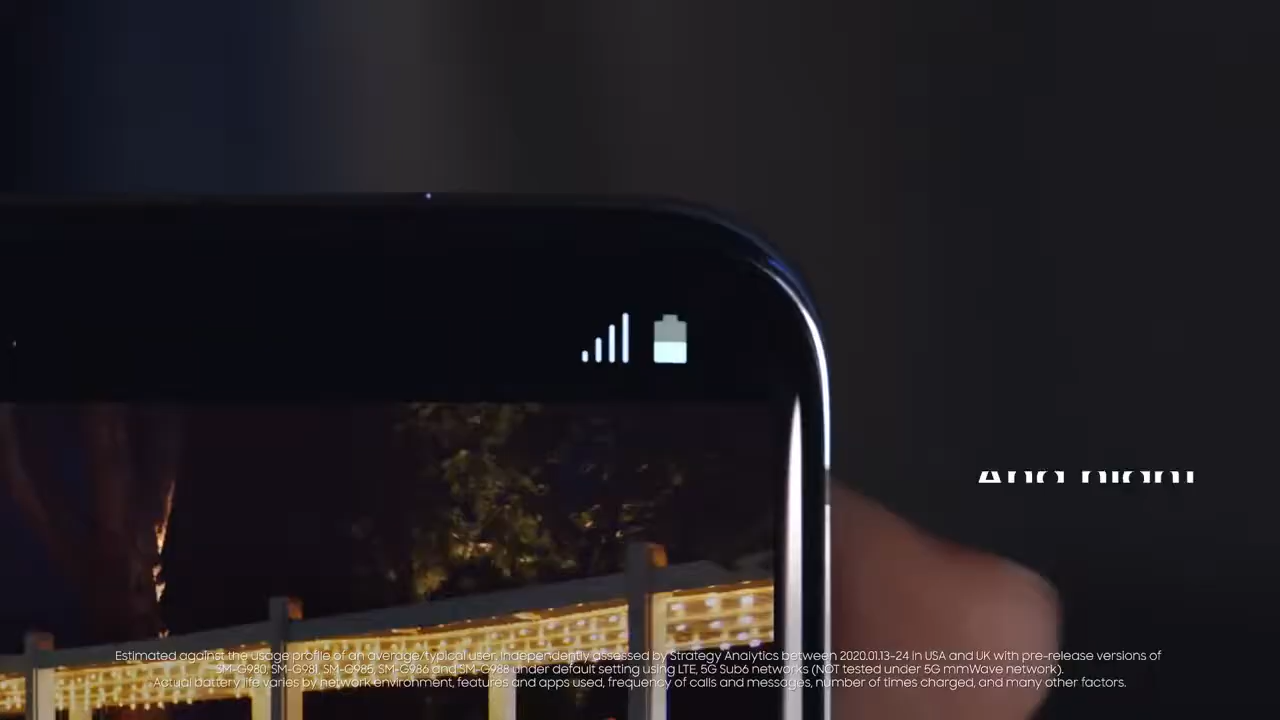 Estimated against the usage profile of an average/typical user. Independently assessed by Strategy Analytics between 2020.01.13-24 in USA and UK with pre-release versions of
SM-G980, SM-G981, SM-G985, SM-G986 and SM-G988 under default setting using LTE, 5G Sub6 networks (NOT tested under 5G mmWave network).
Actual battery life varies by network environment, features and apps used, frequency of calls and messages, number of times charged, and many other factors.